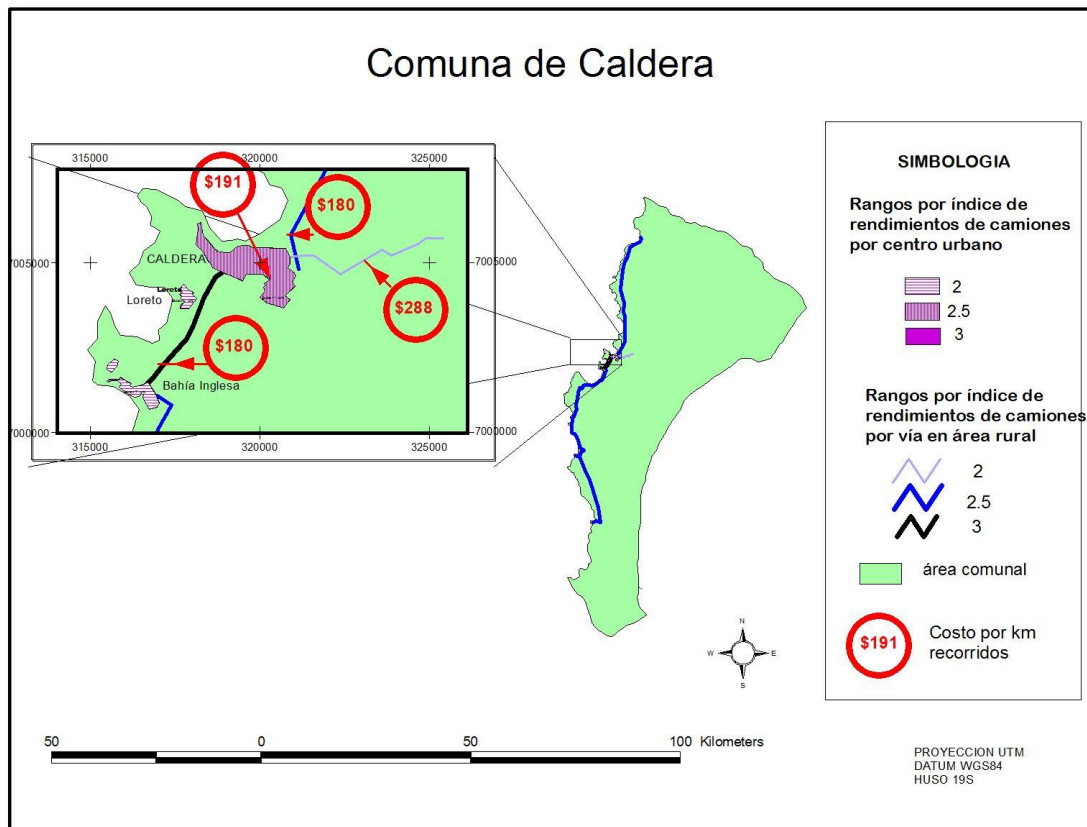 Comuna de Caldera
315000
320000
325000
$191
$180
7005000
CALDERA
7005000
Loreto
Loreto
$288
$180
Bahía Inglesa
7000000
7000000
315000
320000
325000
SIMBOLOGIA
Rangos por índice de
rendimientos de camiones
por centro urbano
2
2.5
3
Rangos por índice de
rendimientos de camiones
por vía en área rural
2
2.5
3
área comunal
$191
Costo por km
recorridos
N
W
E
S
50
0
50
100 Kilometers
PROYECCION UTM
DATUM WGS84
HUSO 19S